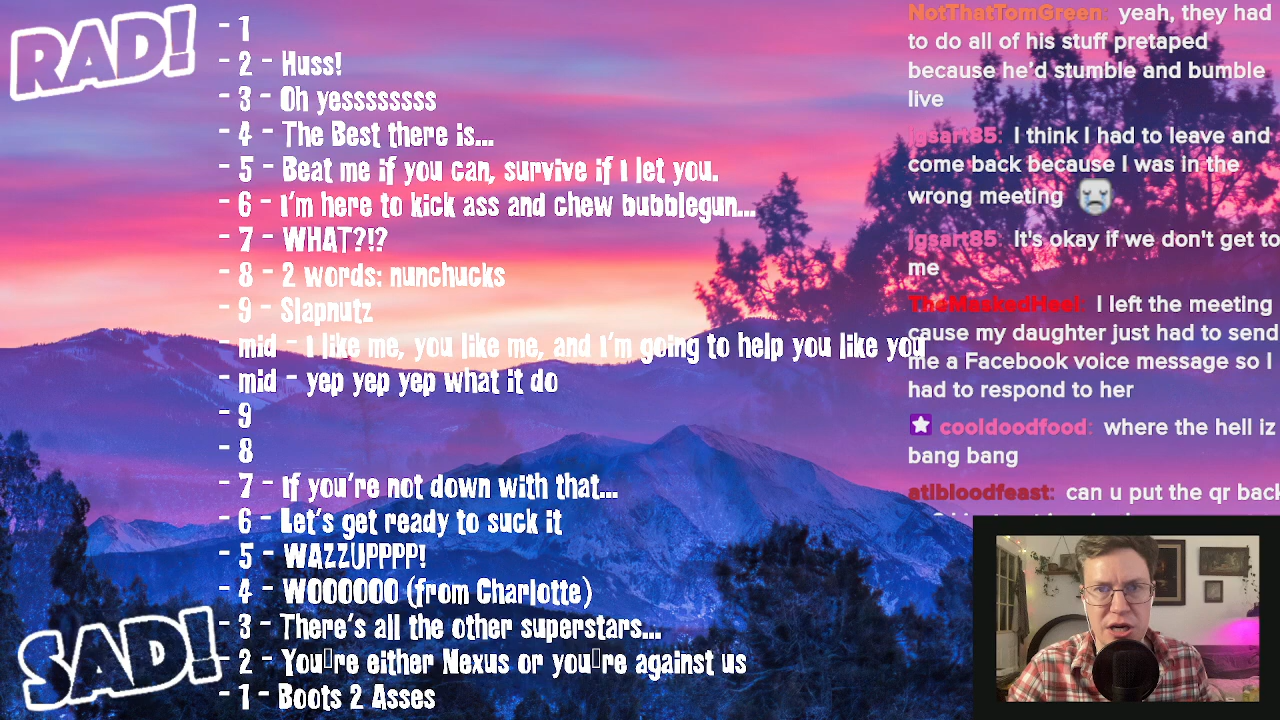 RAD!
- 1
- 2 - Huss!
- 3 - Oh yessssssss
- 4 - The Best there is...
- 5 - Beat me if you can, survive if I let you.
- 6 - I'm here to kick ass and chew bubblegun...
- 7 - WHAT?!?
- 8 - 2 words: nunchucks
- 9 - Slapnutz
- mid - I like me, you like me, and I'm going to help you like you
- mid - yep yep yep what it do
- 9
- 8
- 7 - If you're not down with that...
- 6 - Let's get ready to suck it
- 5 - WAZZUPPPP!
- 4 - WOOOOOO (from Charlotte)
- 3 - There's all the other superstars...
- 2 - You▯re either Nexus or you▯re against us
- 1 - Boots 2 Asses
SAD!
NotThatTomGreen: yeah, they had
to do all of his stuff pretaped
because he'd stumble and bumble
live
jgsart85: I think I had to leave and
come back because I was in the
wrong meeting
jgsart85: It's okay if we don't get to
me
TheMaskedHeel: I left the meeting
cause my daughter just had to send
me a Facebook voice message so I
had to respond to her
cooldoodfood: where the hell iz
bang bang
atlbloodfeast: can u put the qr back